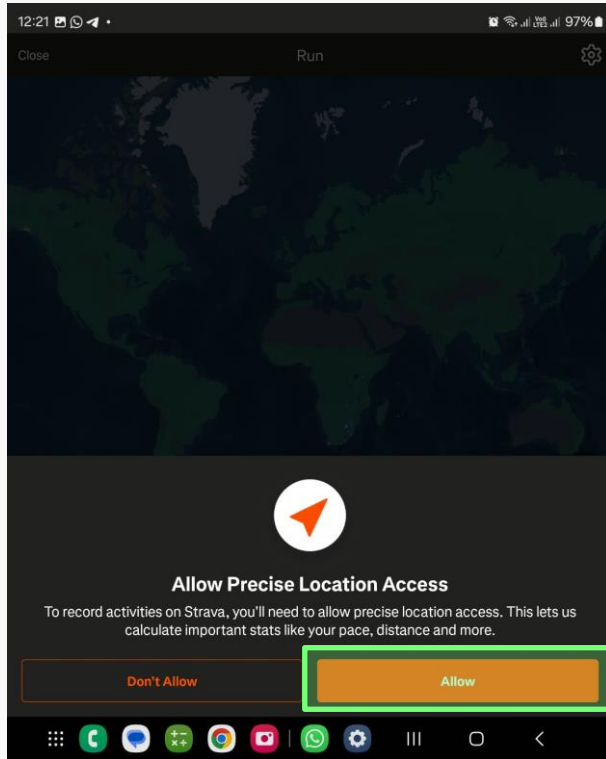 12:21
97%
Close
Run
Allow Precise Location Access
To record activities on Strava, you'll need to allow precise location access. This lets us
calculate important stats like your pace, distance and more.
Don't Allow
Allow